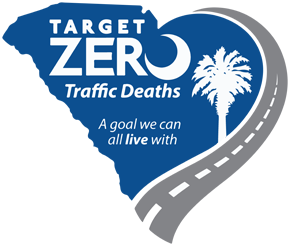 TARGET
ZERO
Traffic Deaths
A goal we can
all live with